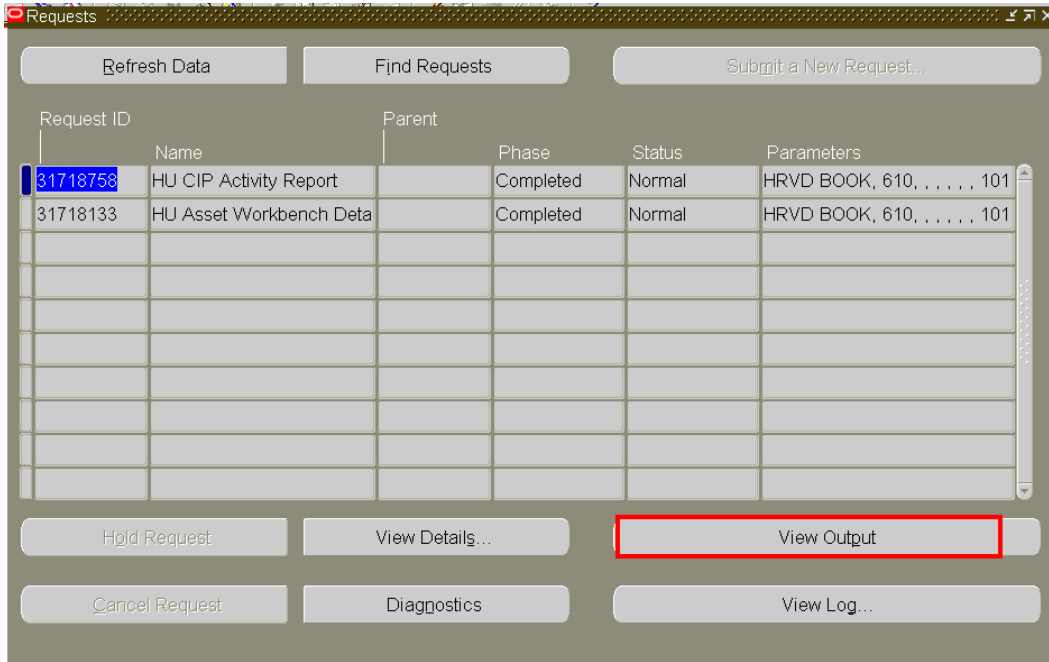 Requests
Refresh Data Find Requests Submit a New Request...
Request ID Parent
Name Phase Status Parameters
31718758 HU CIP Activity Report Completed Normal HRVD BOOK, 610, , , , , , 101
31718133 HU Asset Workbench Deta Completed Normal HRVD BOOK, 610, , , , , , 101
Hold Request View Details... View Output
Cancel Request Diagnostics View Log...